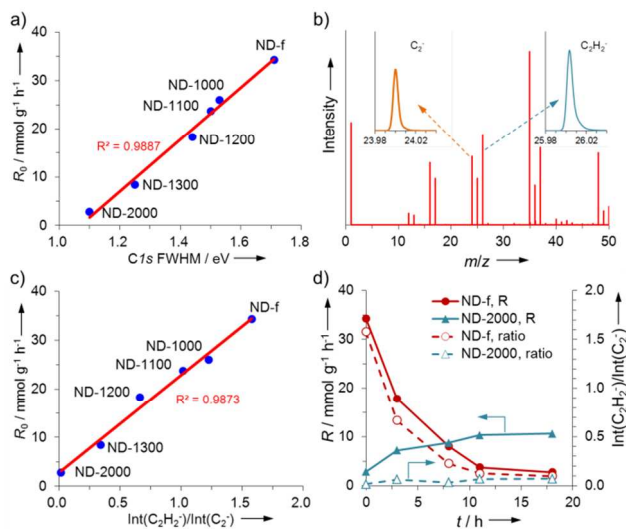 a)
R₀ / mmol g⁻¹ h⁻¹
40
30
20
10
0
ND-f
ND-1000
ND-1100
ND-1200
R² = 0.9887
ND-1300
ND-2000
1.0 1.2 1.4 1.6 1.8
C1s FWHM / eV
b)
Intensity
C₂⁻
23.98 24.02
C₂H₂⁻
25.98 26.02
0 10 20 30 40 50
m/z
c)
R₀ / mmol g⁻¹ h⁻¹
40
30
20
10
0
ND-f
ND-1000
ND-1100
ND-1200
R² = 0.9873
ND-1300
ND-2000
0.0 0.5 1.0 1.5 2.0
Int(C₂H₂⁻)/Int(C₂⁻)
d)
R / mmol g⁻¹ h⁻¹
40
30
20
10
0
ND-f, R
ND-2000, R
ND-f, ratio
ND-2000, ratio
2.0
1.5
1.0
0.5
0.0
Int(C₂H₂⁻)/Int(C₂⁻)
0 5 10 15 20
t / h